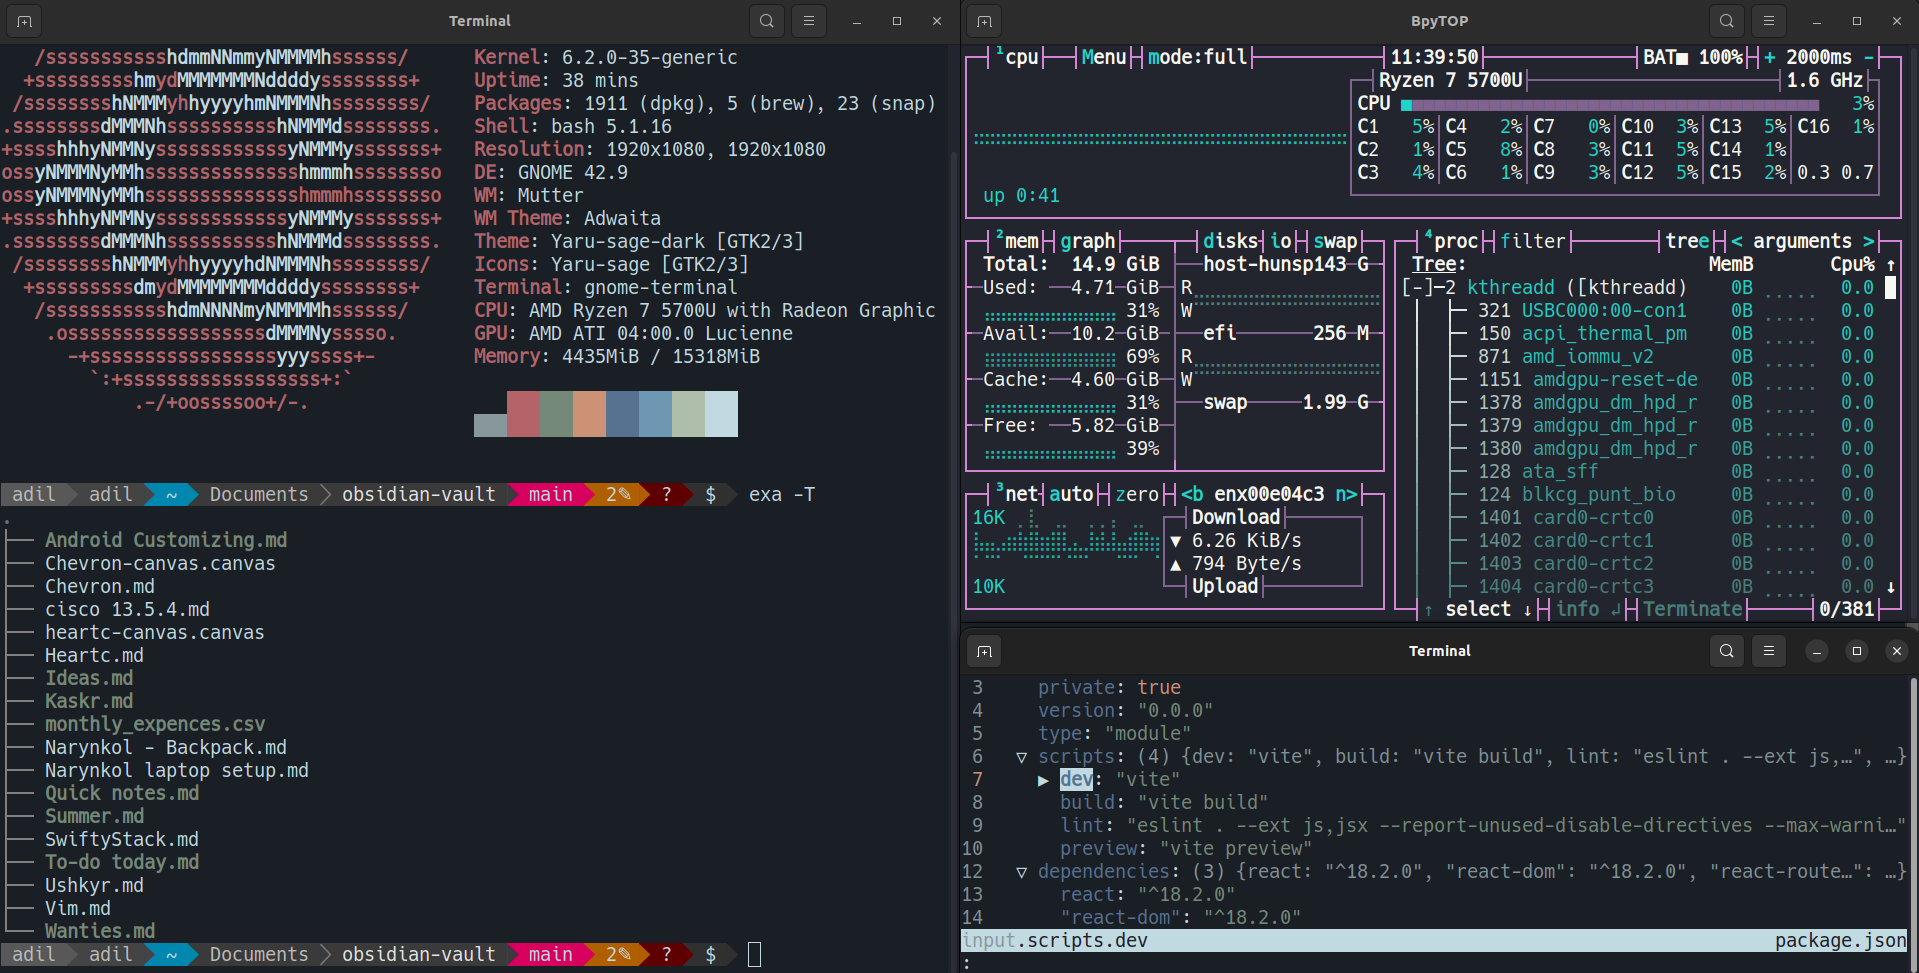 Terminal
/ssssssssssshdmmNNmmyNMMMMhssssss/
+sssssssssshmydMMMMMMMNddddyssssssss+
/sssssssshNMMMyhhyyyyhmNMMMNhssssssss/
.ssssssssdMMMNhsssssssssshNMMMdssssssss.
+sssshhhyNMMNyssssssssssssyNMMMysssssss+
ossyNMMMNyMMhsssssssssssssshmmmhssssssso
ossyNMMMNyMMhsssssssssssssshmmmhssssssso
+sssshhhyNMMNyssssssssssssyNMMMysssssss+
.ssssssssdMMMNhsssssssssshNMMMdssssssss.
/sssssssshNMMMyhhyyyyhdNMMMNhssssssss/
+sssssssssdmydMMMMMMMMddddyssssssss+
/ssssssssssshdmNNNNmyNMMMMhssssss/
.ossssssssssssssssssdMMMNysssso.
-+sssssssssssssssssyyyssss+-
`:+ssssssssssssssssss+:`
.-/+oossssoo+/-.
Kernel: 6.2.0-35-generic
Uptime: 38 mins
Packages: 1911 (dpkg), 5 (brew), 23 (snap)
Shell: bash 5.1.16
Resolution: 1920x1080, 1920x1080
DE: GNOME 42.9
WM: Mutter
WM Theme: Adwaita
Theme: Yaru-sage-dark [GTK2/3]
Icons: Yaru-sage [GTK2/3]
Terminal: gnome-terminal
CPU: AMD Ryzen 7 5700U with Radeon Graphic
GPU: AMD ATI 04:00.0 Lucienne
Memory: 4435MiB / 15318MiB
adil adil ~ Documents obsidian-vault main 2✎ ? $ exa -T
.
Android Customizing.md
Chevron-canvas.canvas
Chevron.md
cisco 13.5.4.md
heartc-canvas.canvas
Heartc.md
Ideas.md
Kaskr.md
monthly_expences.csv
Narynkol - Backpack.md
Narynkol laptop setup.md
Quick notes.md
Summer.md
SwiftyStack.md
To-do today.md
Ushkyr.md
Vim.md
Wanties.md
adil adil ~ Documents obsidian-vault main 2✎ ? $
BpyTOP
¹cpu Menu mode:full 11:39:50 BAT■ 100% + 2000ms -
Ryzen 7 5700U 1.6 GHz
CPU 3%
C1 5% C4 2% C7 0% C10 3% C13 5% C16 1%
C2 1% C5 8% C8 3% C11 5% C14 1%
C3 4% C6 1% C9 3% C12 5% C15 2% 0.3 0.7
up 0:41
²mem graph disks io swap
Total: 14.9 GiB
Used: 4.71 GiB
31%
Avail: 10.2 GiB
69%
Cache: 4.60 GiB
31%
Free: 5.82 GiB
39%
host-hunsp143 G
R
W
efi 256 M
R
W
swap 1.99 G
³net auto zero <b enx00e04c3 n>
16K
10K
Download
▼ 6.26 KiB/s
▲ 794 Byte/s
Upload
⁴proc filter tree < arguments >
Tree: MemB Cpu% ↑
[-]─2 kthreadd ([kthreadd) 0B 0.0
321 USBC000:00-con1 0B 0.0
150 acpi_thermal_pm 0B 0.0
871 amd_iommu_v2 0B 0.0
1151 amdgpu-reset-de 0B 0.0
1378 amdgpu_dm_hpd_r 0B 0.0
1379 amdgpu_dm_hpd_r 0B 0.0
1380 amdgpu_dm_hpd_r 0B 0.0
128 ata_sff 0B 0.0
124 blkcg_punt_bio 0B 0.0
1401 card0-crtc0 0B 0.0
1402 card0-crtc1 0B 0.0
1403 card0-crtc2 0B 0.0
1404 card0-crtc3 0B 0.0 ↓
↑ select ↓ info ↲ Terminate 0/381
Terminal
3 private: true
4 version: "0.0.0"
5 type: "module"
6 ▽ scripts: (4) {dev: "vite", build: "vite build", lint: "eslint . --ext js,…", …}
7 ▶ dev: "vite"
8 build: "vite build"
9 lint: "eslint . --ext js,jsx --report-unused-disable-directives --max-warni…"
10 preview: "vite preview"
12 ▽ dependencies: (3) {react: "^18.2.0", "react-dom": "^18.2.0", "react-route…": …}
13 react: "^18.2.0"
14 "react-dom": "^18.2.0"
input.scripts.dev package.json
: